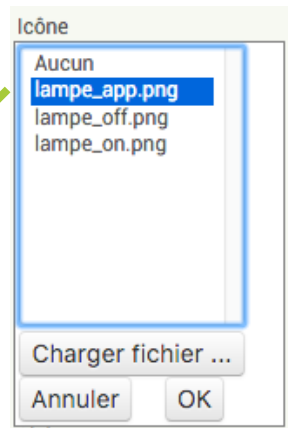 Icône
Aucun
lampe_app.png
lampe_off.png
lampe_on.png
Charger fichier ...
Annuler OK